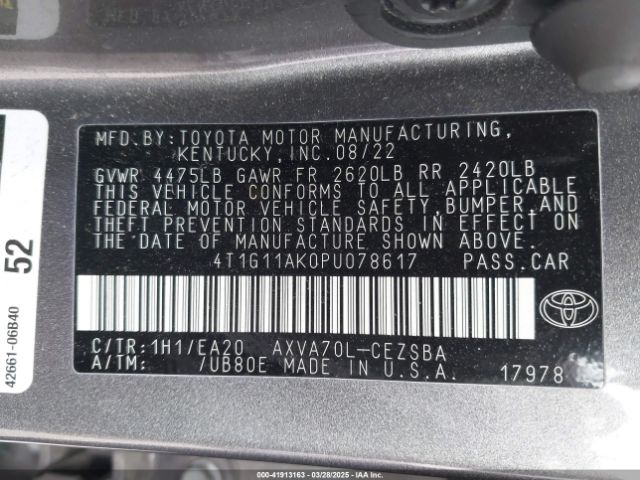 MFD.BY:TOYOTA MOTOR MANUFACTURING,
KENTUCKY,INC.08/22
GVWR 4475LB GAWR FR 2620LB RR 2420LB
THIS VEHICLE CONFORMS TO ALL APPLICABLE
FEDERAL MOTOR VEHICLE SAFETY, BUMPER,AND
THEFT PREVENTION STANDARDS IN EFFECT ON
THE DATE OF MANUFACTURE SHOWN ABOVE.
4T1G11AK0PU078617 PASS.CAR
C/TR:1H1/EA20 AXVA70L-CEZSBA
A/TM: /UB80E MADE IN U.S.A. 17978
52
42661-06B40
000-41913163 | 03/28/2025 | IAAI.COM